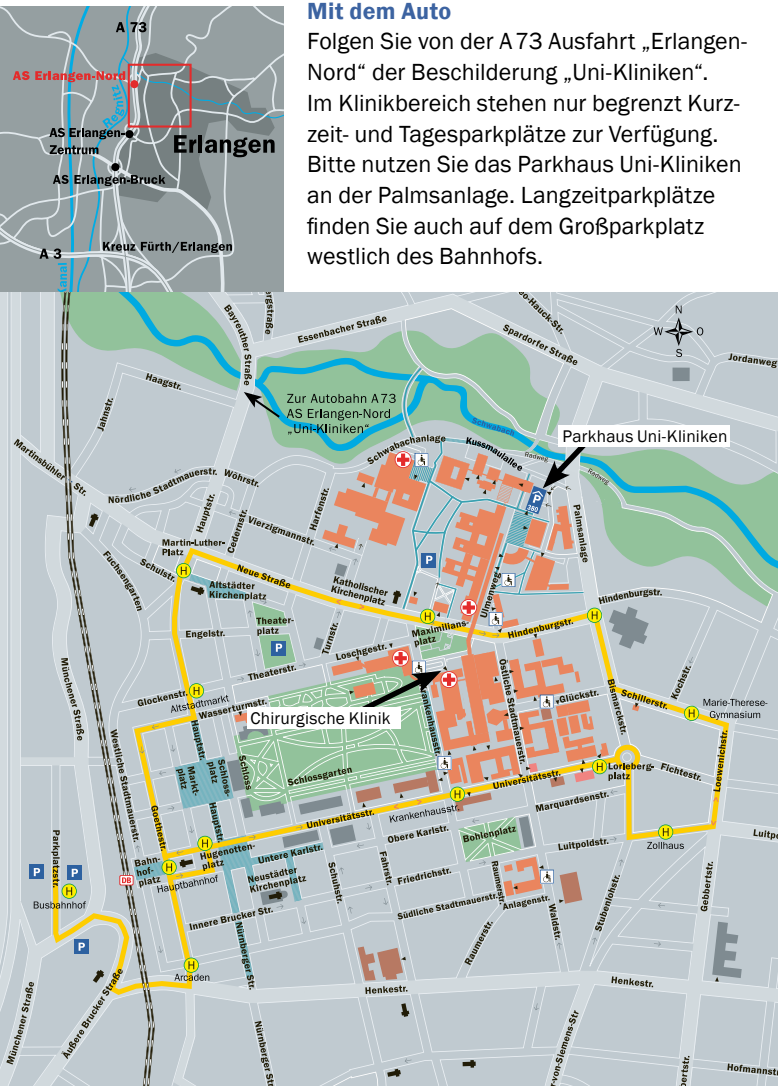 Mit dem Auto
Folgen Sie von der A 73 Ausfahrt „Erlangen-
Nord“ der Beschilderung „Uni-Kliniken“.
Im Klinikbereich stehen nur begrenzt Kurz-
zeit- und Tagesparkplätze zur Verfügung.
Bitte nutzen Sie das Parkhaus Uni-Kliniken
an der Palmsanlage. Langzeitparkplätze
finden Sie auch auf dem Großparkplatz
westlich des Bahnhofs.
A 73
AS Erlangen-Nord
Regnitz
AS Erlangen-
Zentrum
Erlangen
AS Erlangen-Bruck
A 3
Kreuz Fürth/Erlangen
Kanal
Bayreuther Straße
Essenbacher Straße
Spardorfer Straße
N
W O
S
Jordanweg
Haagstr.
Jahnstr.
Zur Autobahn A 73
AS Erlangen-Nord
„Uni-Kliniken“
Schwabach
Parkhaus Uni-Kliniken
Schwabachanlage
Kussmaulallee
Radweg
Radweg
P
380
Palmsanlage
Martinsbühler Str.
Nördliche Stadtmauerstr.
Wöhrstr.
Hauptstr.
Cedernstr.
Vierzigmannstr.
Harfenstr.
Fuchsengarten
Schulstr.
Martin-Luther-
Platz
H
Neue Straße
Altstädter
Kirchenplatz
Katholischer
Kirchenplatz
P
Ulmenweg
Theater-
platz
P
Turnstr.
Maximilians-
platz
H
Hindenburgstr.
H
Hindenburgstr.
Engelstr.
Loschgestr.
Theaterstr.
Östliche Stadtmauerstr.
Glückstr.
Bismarckstr.
Schillerstr.
Kochstr.
H
Marie-Therese-
Gymnasium
Münchener Straße
Glockenstr.
H
Altstadtmarkt
Wasserturmstr.
Chirurgische Klinik
Krankenhausstr.
Westliche Stadtmauerstr.
Hauptstr.
Markt-
platz
Schloss-
platz
Schloss
Schlossgarten
Universitätsstr.
H
Lorleberg-
platz
Fichtestr.
Loewenichstr.
Goethestr.
Hauptstr.
Universitätsstr.
H
Krankenhausstr.
Marquardsenstr.
H
Hugenotten-
platz
Obere Karlstr.
Bohlenplatz
Luitpoldstr.
H
Zollhaus
Parkplatzstr.
Bahn-
hof-
platz
H
Hauptbahnhof
Untere Karlstr.
Neustädter
Kirchenplatz
Schuhstr.
Fahrstr.
Friedrichstr.
Raumerstr.
P
P
H
Busbahnhof
DB
P
Innere Brucker Str.
Nürnberger Str.
Südliche Stadtmauerstr.
Anlagenstr.
Waldstr.
Raumerstr.
Stubenlohstr.
Gebbertstr.
H
Arcaden
Henkestr.
Henkestr.
Münchener Straße
Äußere Brucker Straße
Nürnberger Str.
Hofmannstr.